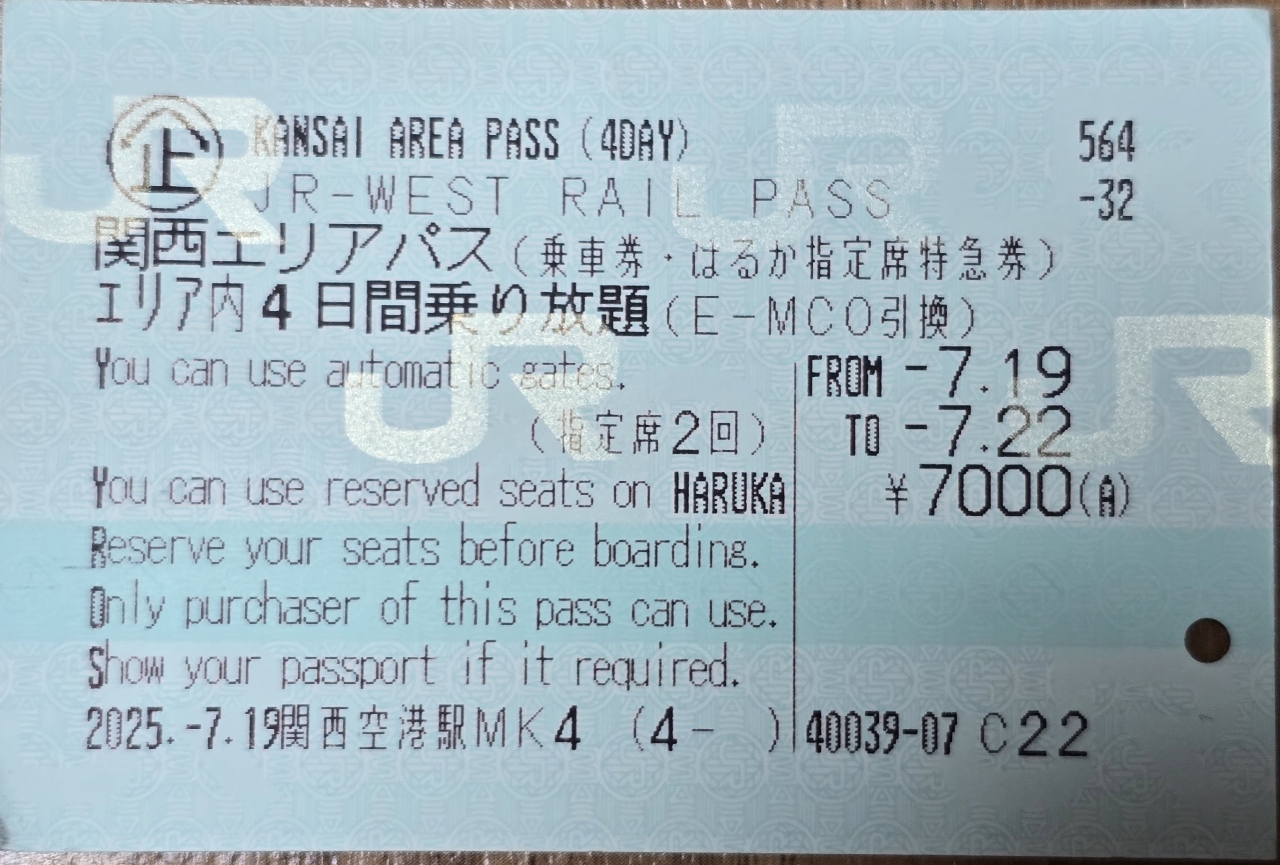 企 KANSAI AREA PASS (4DAY) 564
JR-WEST RAIL PASS -32
関西エリアパス(乗車券・はるか指定席特急券)
エリア内4日間乗り放題(E-MCO引換)
You can use automatic gates. FROM -7.19
(指定席2回) TO -7.22
You can use reserved seats on HARUKA ¥7000(A)
Reserve your seats before boarding.
Only purchaser of this pass can use.
Show your passport if it required.
2025.-7.19関西空港駅MK4 (4- ) 40039-07 C22
JR
JR
JR
JR